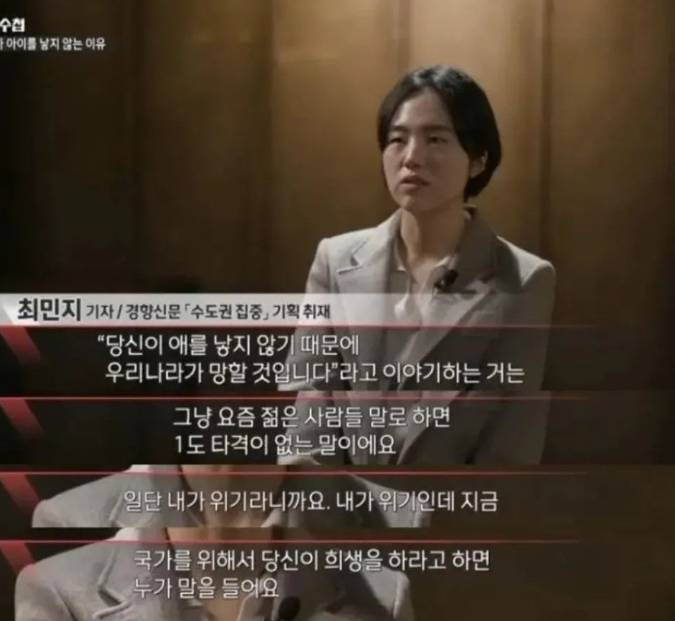 수첩
아이를 낳지 않는 이유
최민지 기자 / 경향신문 「수도권 집중」 기획 취재
“당신이 애를 낳지 않기 때문에
우리나라가 망할 것입니다”라고 이야기하는 거는
그냥 요즘 젊은 사람들 말로 하면
1도 타격이 없는 말이에요
일단 내가 위기라니까요. 내가 위기인데 지금
국가를 위해서 당신이 희생을 하라고 하면
누가 말을 들어요